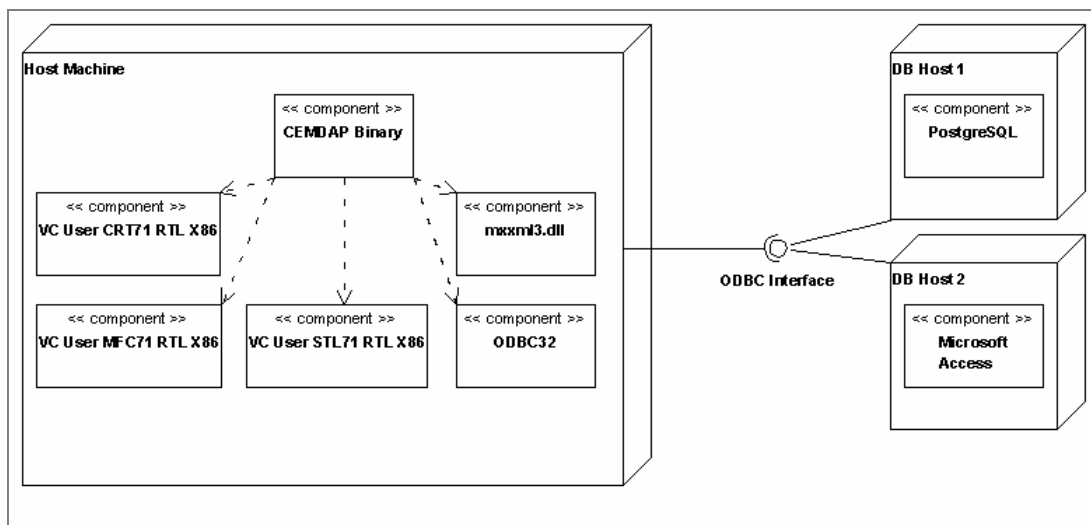 Host Machine
<< component >>
CEMDAP Binary
<< component >>
VC User CRT71 RTL X86
<< component >>
mxxml3.dll
<< component >>
VC User MFC71 RTL X86
<< component >>
VC User STL71 RTL X86
<< component >>
ODBC32
ODBC Interface
DB Host 1
<< component >>
PostgreSQL
DB Host 2
<< component >>
Microsoft
Access